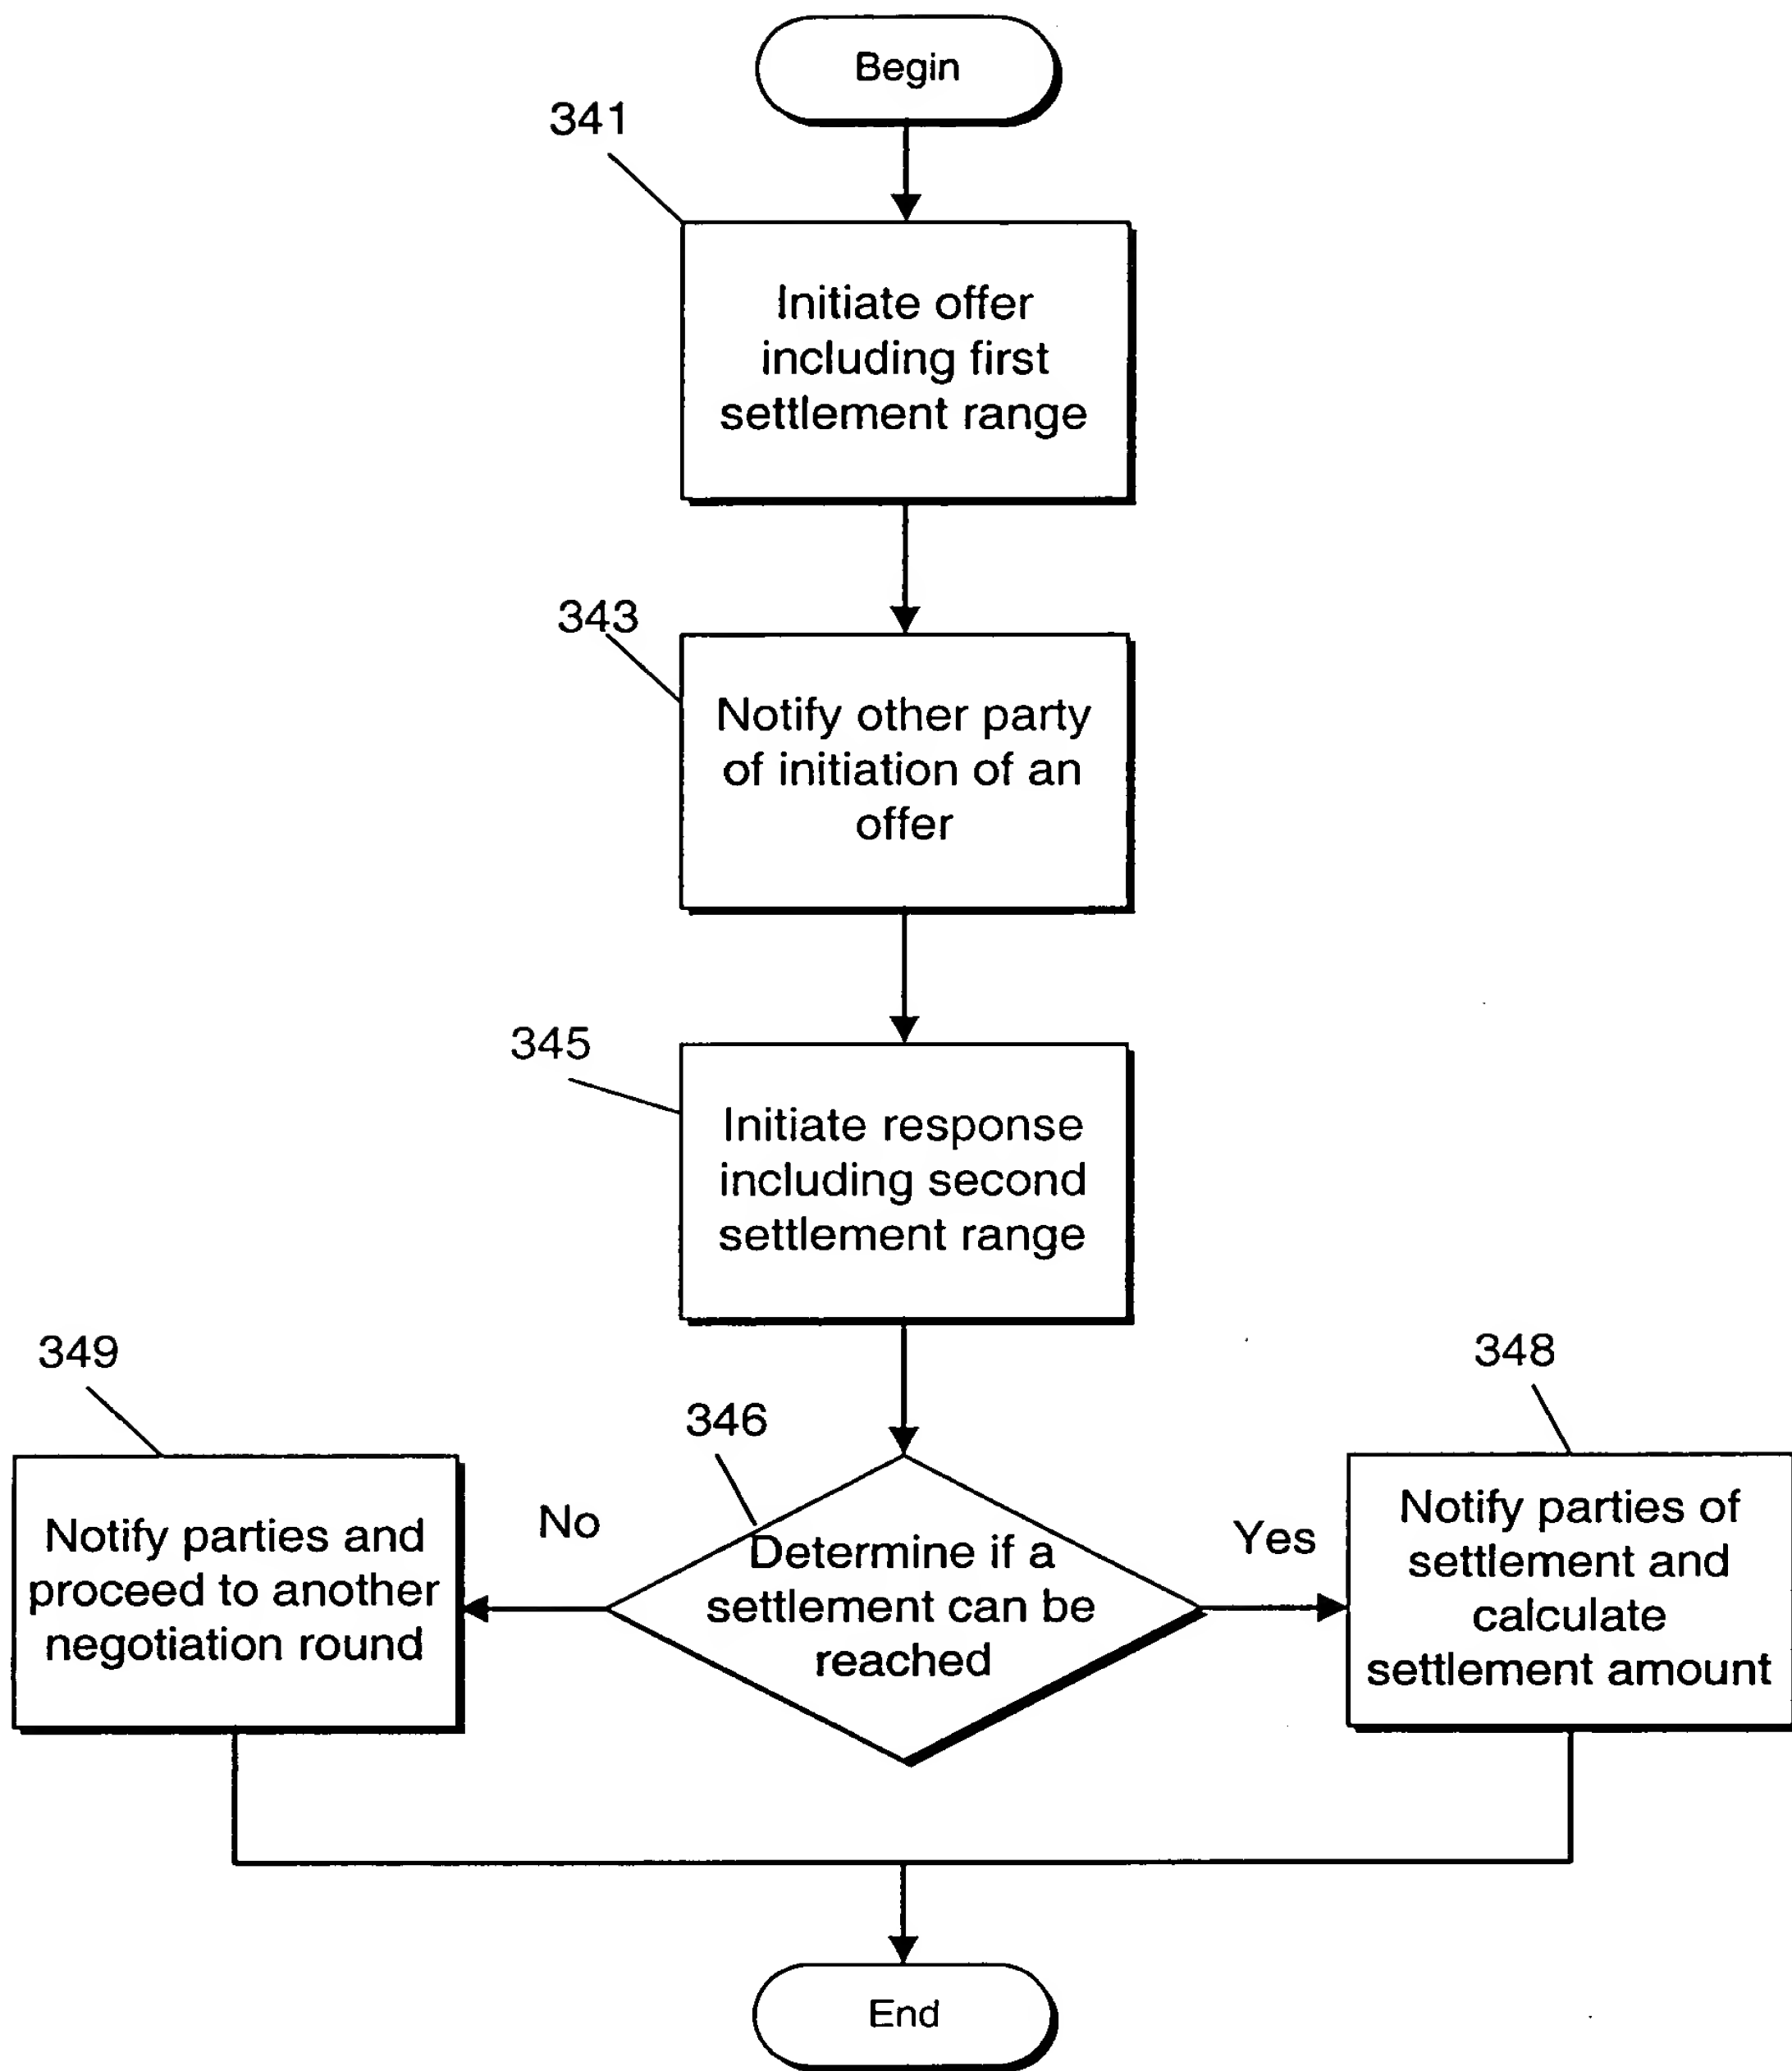 Begin
341
Initiate offer
including first
settlement range
343
Notify other party
of initiation of an
offer
345
Initiate response
including second
settlement range
349
346
348
Notify parties and
proceed to another
negotiation round
No
Determine if a
settlement can be
reached
Yes
Notify parties of
settlement and
calculate
settlement amount
End